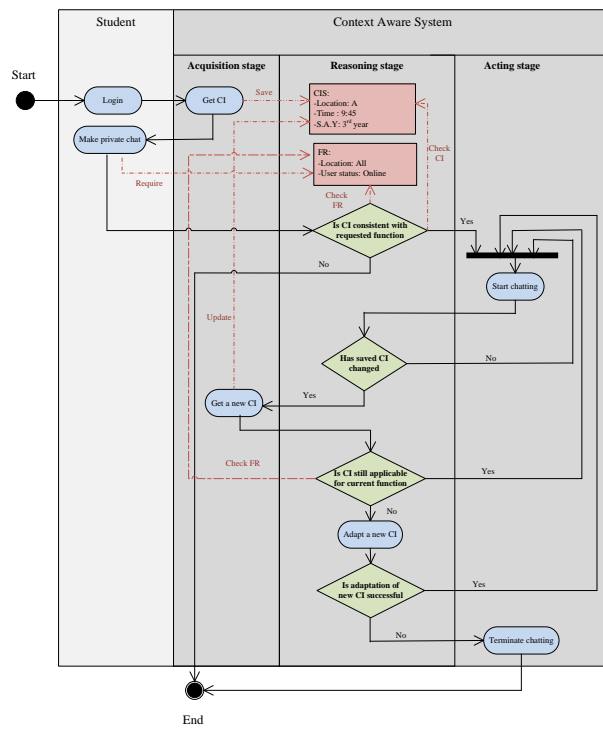 Student
Context Aware System
Acquisition stage
Reasoning stage
Acting stage
Start
Login
Get CI
Save
CIS:
-Location: A
-Time : 9:45
-S.A.Y: 3rd year
Make private chat
FR:
-Location: All
-User status: Online
Check
CI
Require
Check
FR
Is CI consistent with
requested function
Yes
No
Start chatting
Update
Has saved CI
changed
No
Yes
Get a new CI
Check FR
Is CI still applicable
for current function
Yes
No
Adapt a new CI
Is adaptation of
new CI successful
Yes
No
Terminate chatting
End